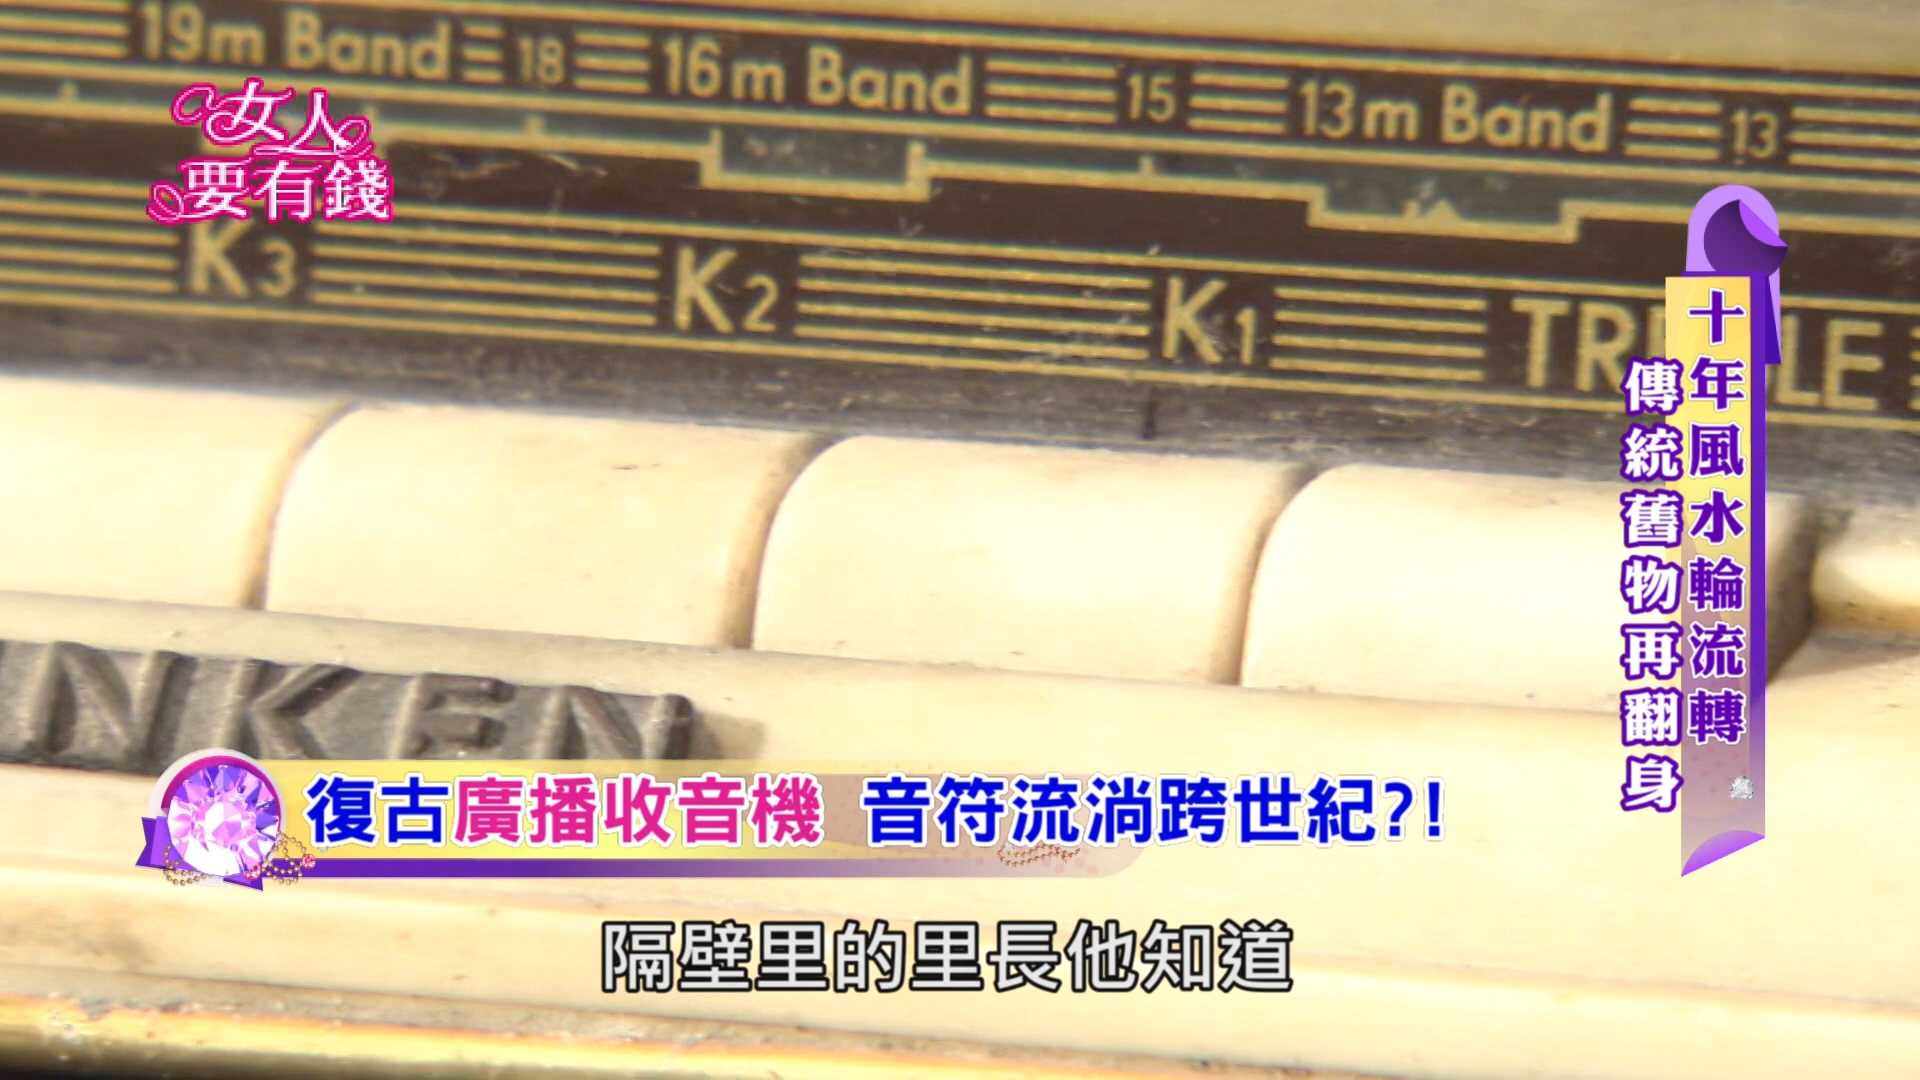 19m Band 18 16m Band 15 13m Band 13
女人
要有錢
K3 K2 K1
十年風水輪流轉
傳統舊物再翻身
NKEN
復古廣播收音機 音符流淌跨世紀?!
隔壁里的里長他知道